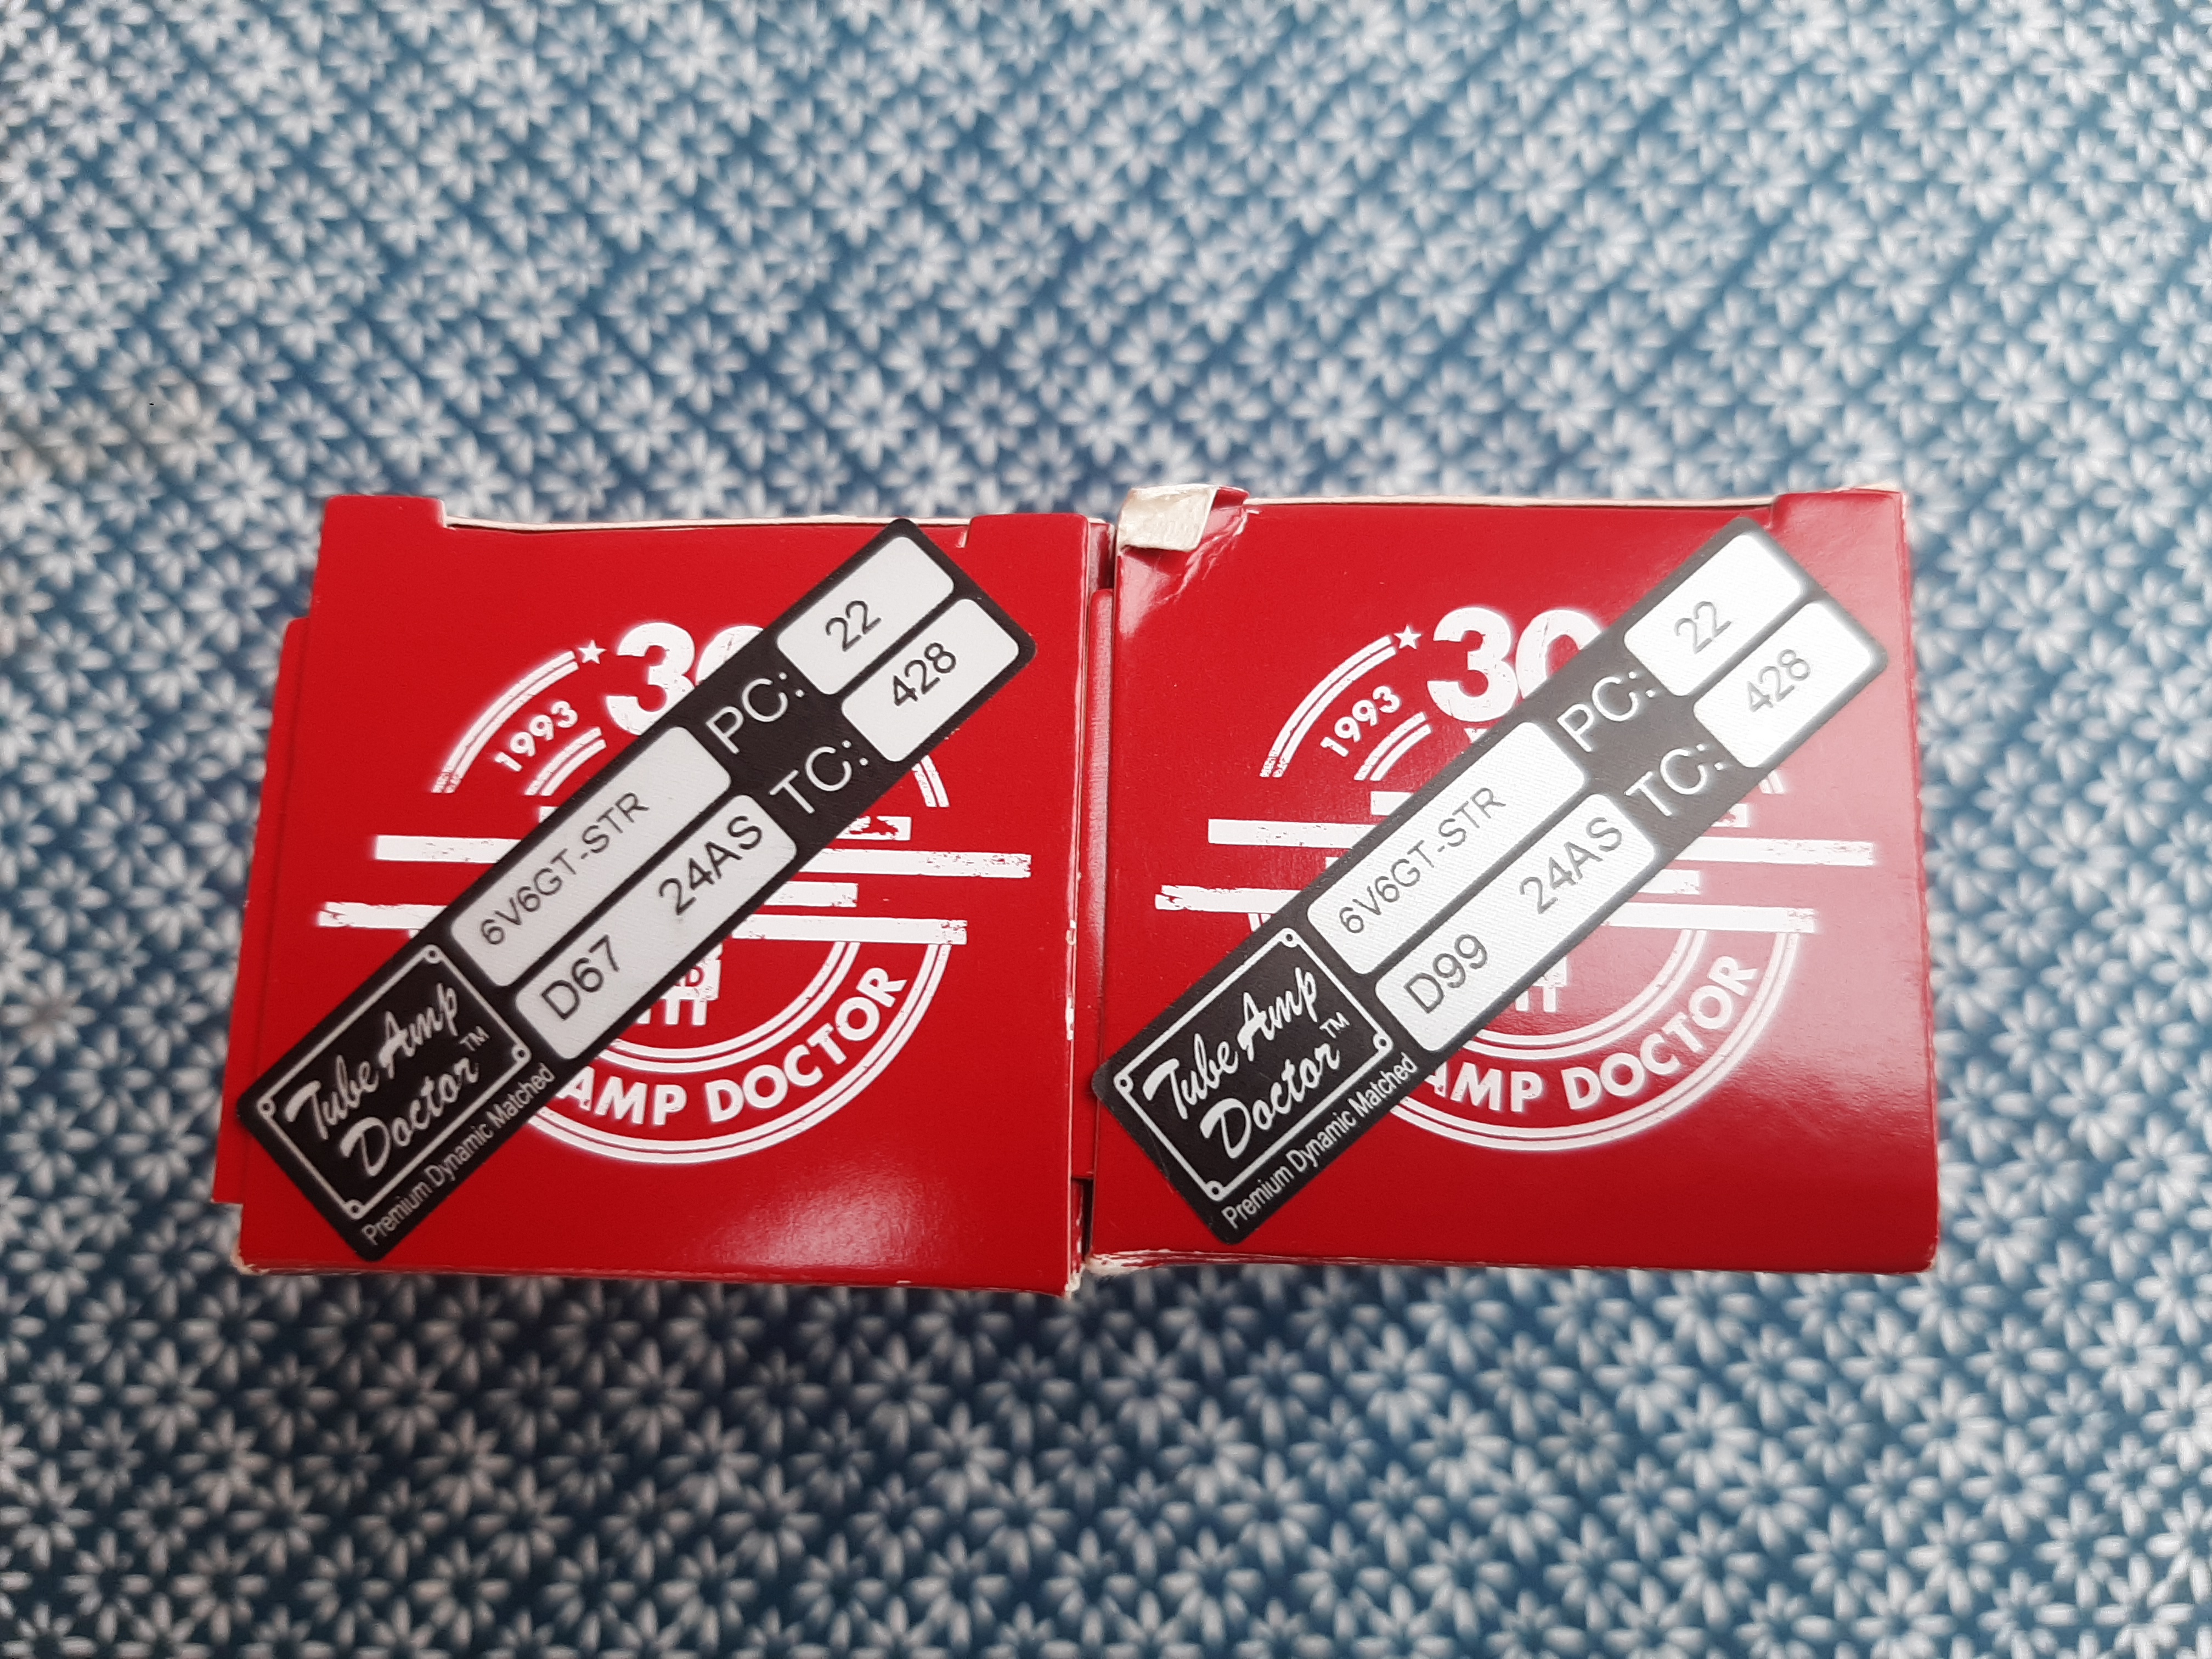 1993
6V6GT-STR
PC: 22
D67 24AS
TC: 428
Tube Amp
Doctor™
Premium Dynamic Matched
AMP DOCTOR
1993
30
6V6GT-STR
PC: 22
D99 24AS
TC: 428
Tube Amp
Doctor™
Premium Dynamic Matched
AMP DOCTOR